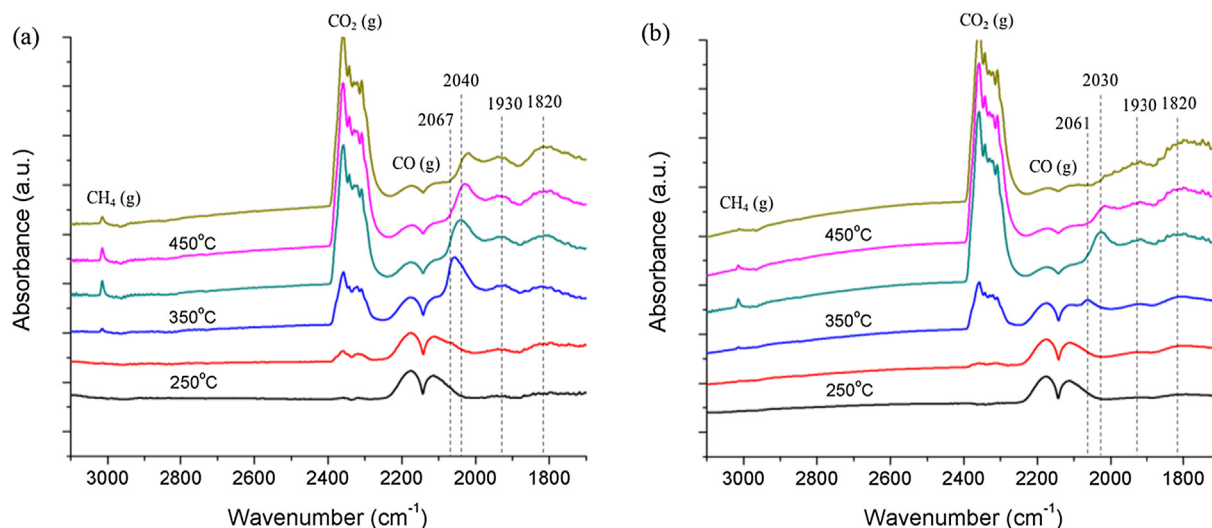 (a)
CO₂ (g)
2040
1930 1820
2067
CO (g)
CH₄ (g)
450°C
350°C
250°C
Absorbance (a.u.)
3000 2800 2600 2400 2200 2000 1800
Wavenumber (cm⁻¹)
(b)
CO₂ (g)
2030
1930 1820
2061
CO (g)
CH₄ (g)
450°C
350°C
250°C
Absorbance (a.u.)
3000 2800 2600 2400 2200 2000 1800
Wavenumber (cm⁻¹)